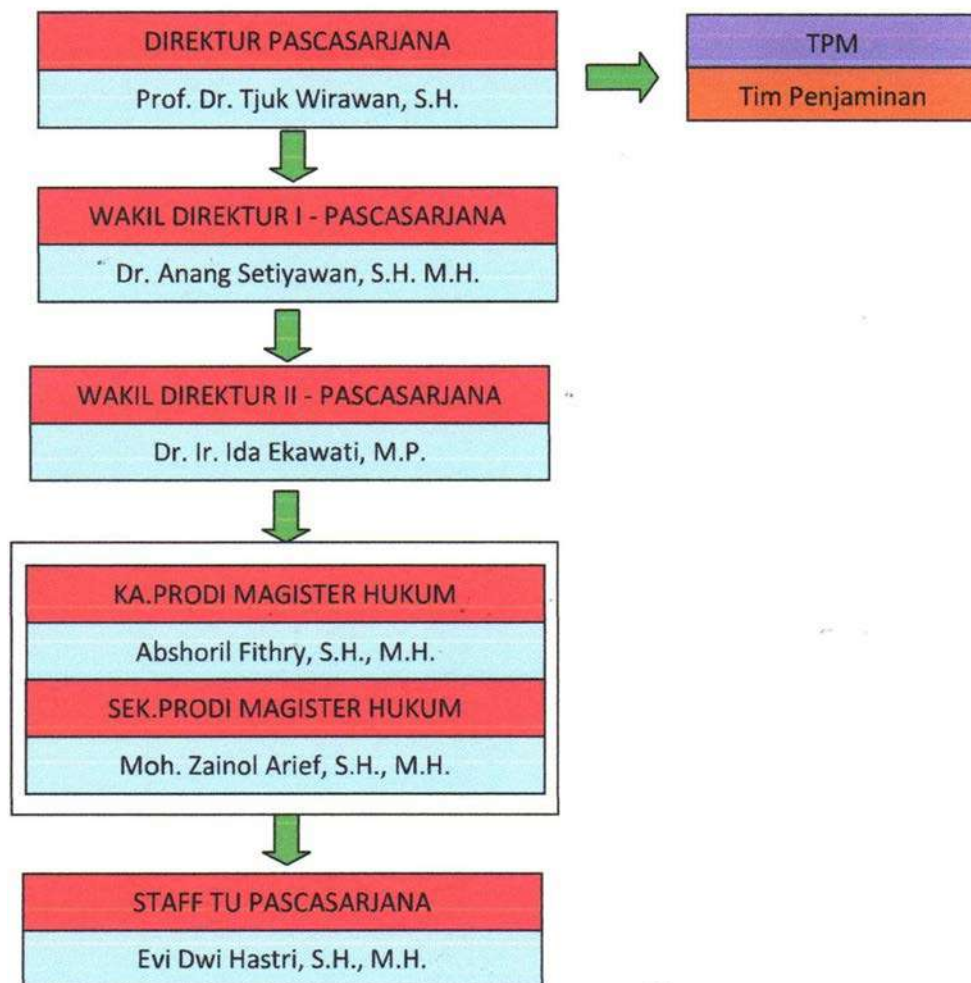 DIREKTUR PASCASARJANA
Prof. Dr. Tjuk Wirawan, S.H.
TPM
Tim Penjaminan
WAKIL DIREKTUR I - PASCASARJANA
Dr. Anang Setiyawan, S.H. M.H.
WAKIL DIREKTUR II - PASCASARJANA
Dr. Ir. Ida Ekawati, M.P.
KA.PRODI MAGISTER HUKUM
Abshoril Fithry, S.H., M.H.
SEK.PRODI MAGISTER HUKUM
Moh. Zainol Arief, S.H., M.H.
STAFF TU PASCASARJANA
Evi Dwi Hastri, S.H., M.H.